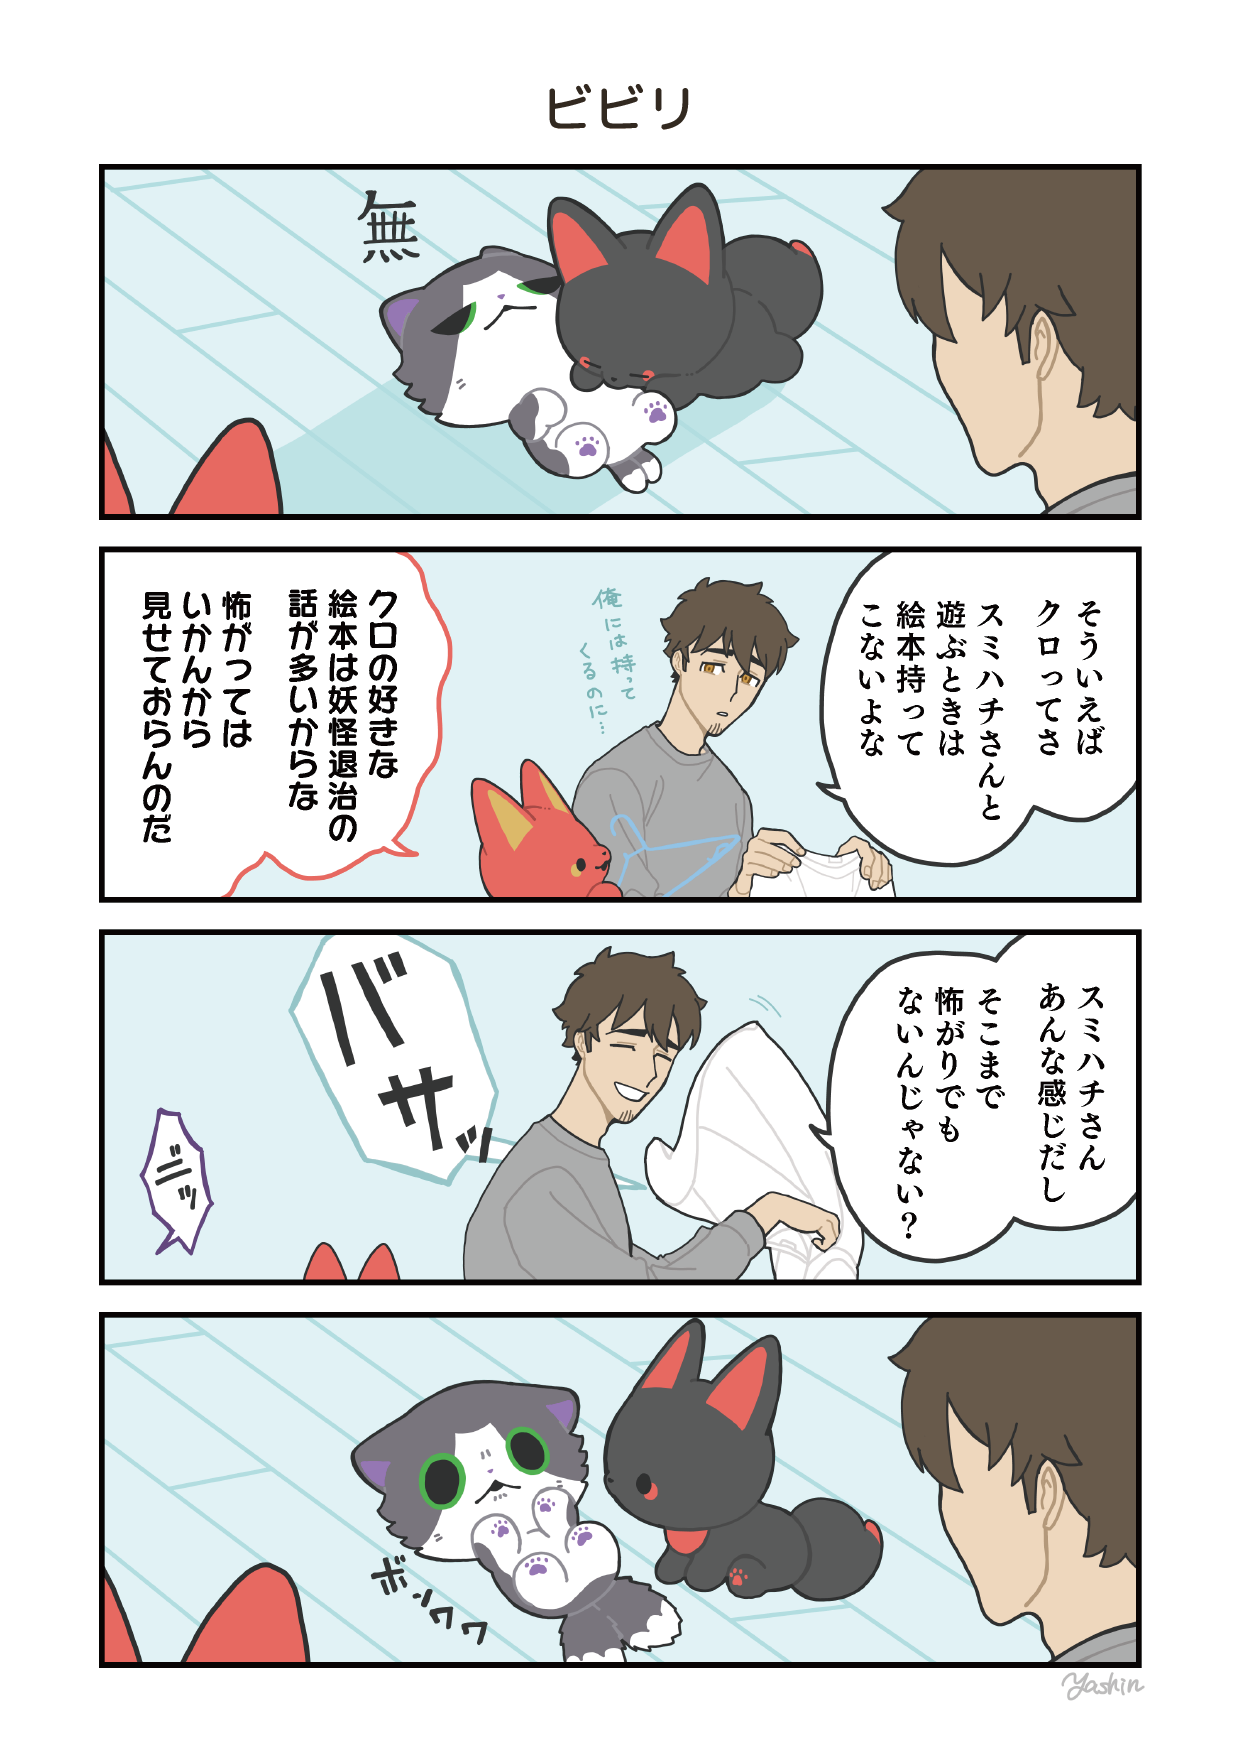 ビビリ
無
そういえば
クロってさ
スミハチさんと
遊ぶときは
絵本持って
こないよな
俺には持って
くるのに…
クロの好きな
絵本は妖怪退治の
話が多いからな
怖がっては
いかんから
見せておらんのだ
スミハチさん
あんな感じだし
そこまで
怖がりでも
ないんじゃない？
バサッ
ニ゛ッ
ボンワワ
Yashin